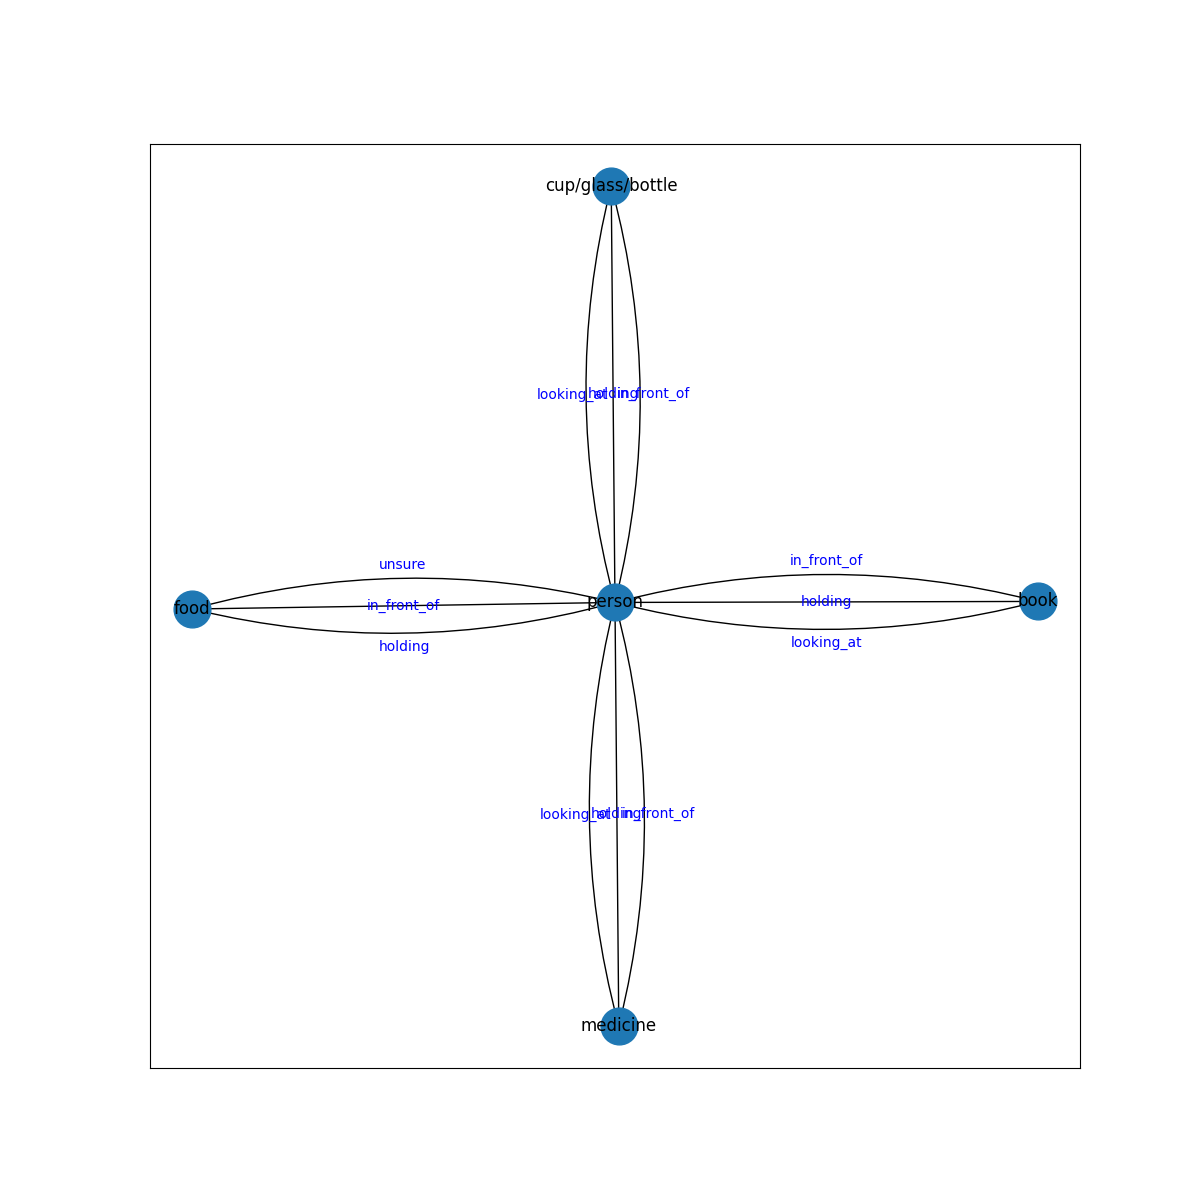 cup/glass/bottle
looking_at
holding
in_front_of
unsure
in_front_of
in_front_of
holding
food
person
book
holding
looking_at
looking_at
holding
in_front_of
medicine